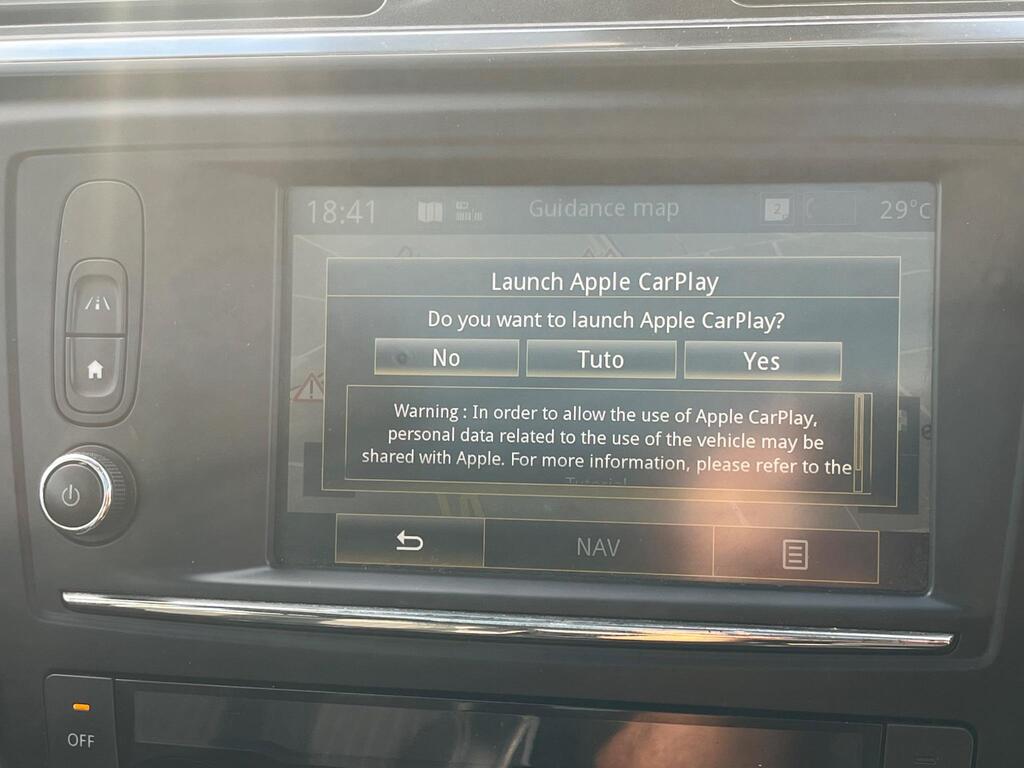 18:41 Guidance map 2 29°C
Launch Apple CarPlay
Do you want to launch Apple CarPlay?
No Tuto Yes
Warning : In order to allow the use of Apple CarPlay,
personal data related to the use of the vehicle may be
shared with Apple. For more information, please refer to the
Tutorial
NAV
OFF